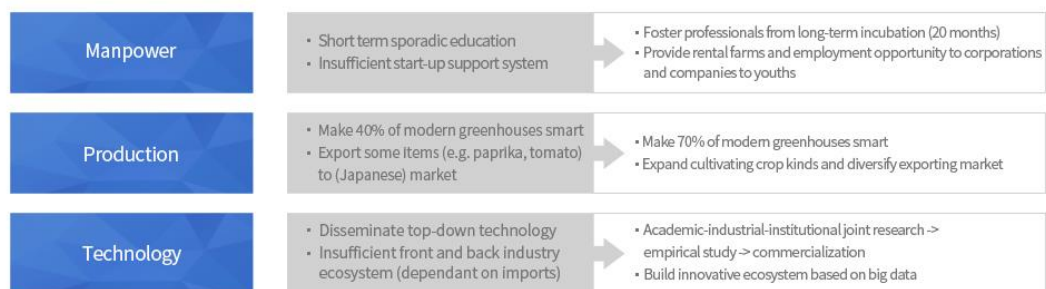 Manpower
▪ Short term sporadic education
▪ Insufficient start-up support system
▪ Foster professionals from long-term incubation (20 months)
▪ Provide rental farms and employment opportunity to corporations
and companies to youths
Production
▪ Make 40% of modern greenhouses smart
▪ Export some items (e.g. paprika, tomato)
to (Japanese) market
▪ Make 70% of modern greenhouses smart
▪ Expand cultivating crop kinds and diversify exporting market
Technology
▪ Disseminate top-down technology
▪ Insufficient front and back industry
ecosystem (dependant on imports)
▪ Academic-industrial-institutional joint research ->
empirical study -> commercialization
▪ Build innovative ecosystem based on big data